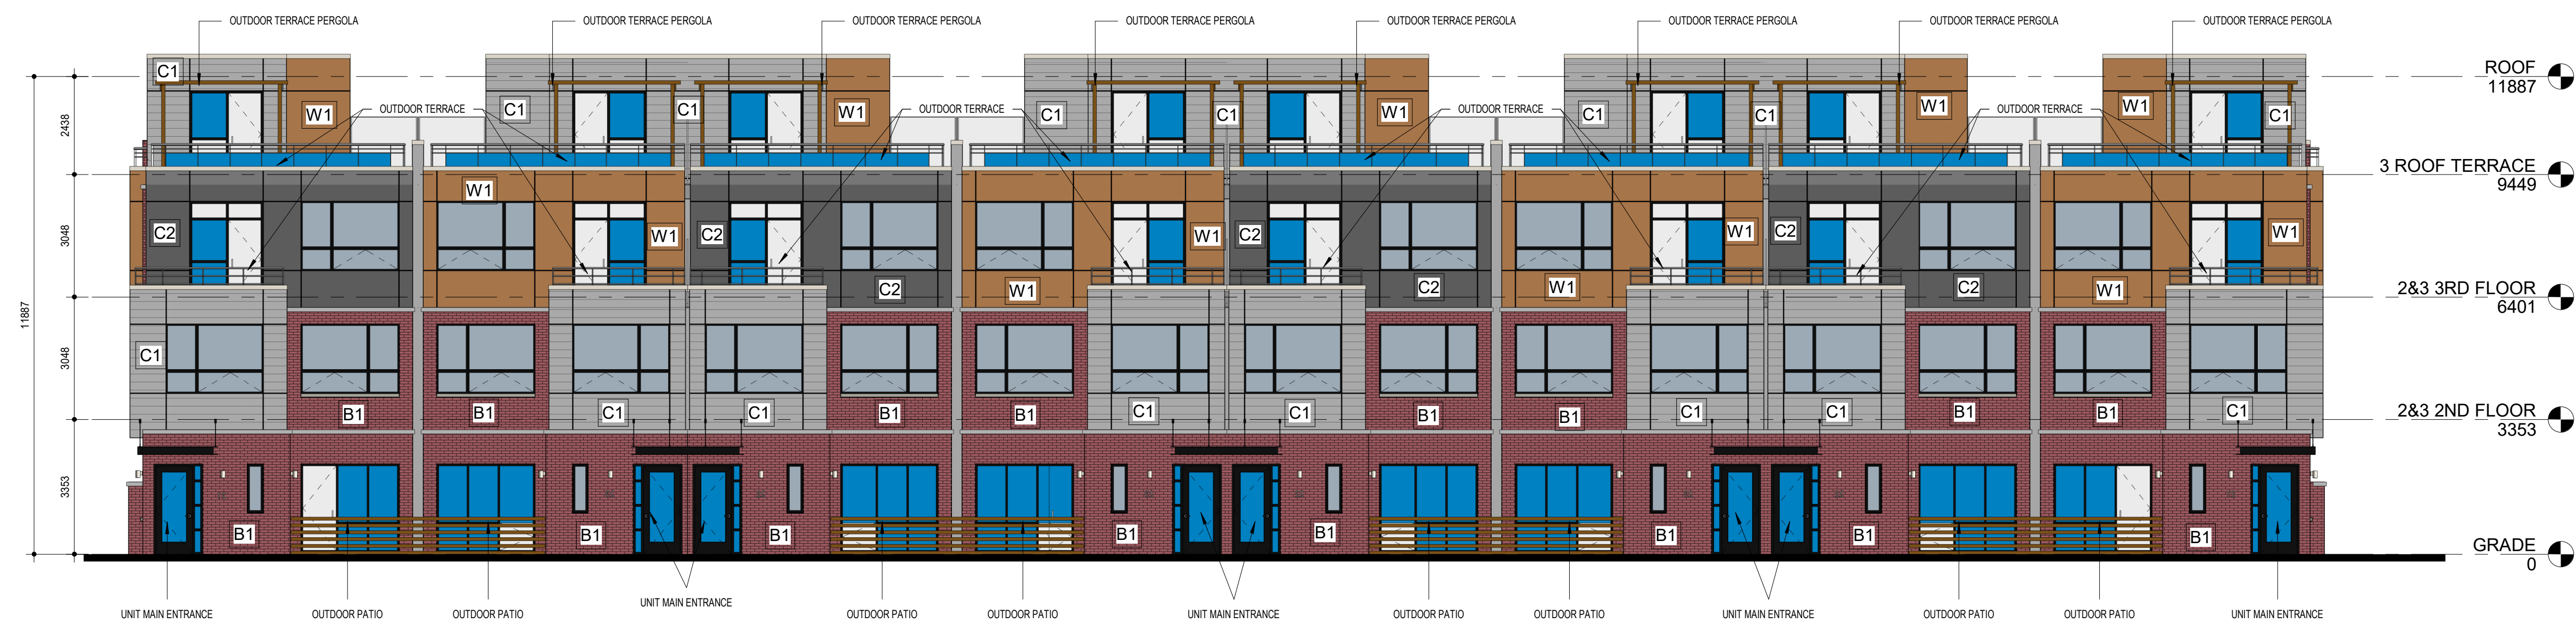 OUTDOOR TERRACE PERGOLA OUTDOOR TERRACE PERGOLA OUTDOOR TERRACE PERGOLA OUTDOOR TERRACE PERGOLA OUTDOOR TERRACE PERGOLA OUTDOOR TERRACE PERGOLA OUTDOOR TERRACE PERGOLA OUTDOOR TERRACE PERGOLA
C1
ROOF
11887
W1 OUTDOOR TERRACE C1 C1 W1 OUTDOOR TERRACE C1 C1 W1 OUTDOOR TERRACE C1 C1 W1 OUTDOOR TERRACE W1 C1
2438
3 ROOF TERRACE
9449
W1
C2 W1 C2 W1 C2 W1 C2 W1
3048
C2 W1 C2 W1 C2 W1
2&3 3RD FLOOR
6401
11887
C1
3048
B1 B1 C1 C1 B1 B1 C1 C1 B1 B1 C1 C1 B1 B1 C1
2&3 2ND FLOOR
3353
3353
B1 B1 B1 B1 B1 B1 B1 B1
GRADE
0
UNIT MAIN ENTRANCE OUTDOOR PATIO OUTDOOR PATIO UNIT MAIN ENTRANCE OUTDOOR PATIO OUTDOOR PATIO UNIT MAIN ENTRANCE OUTDOOR PATIO OUTDOOR PATIO UNIT MAIN ENTRANCE OUTDOOR PATIO OUTDOOR PATIO UNIT MAIN ENTRANCE